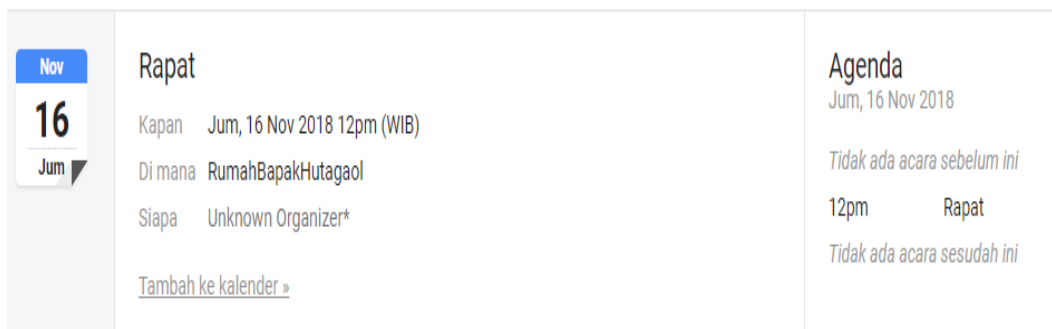 Nov
16
Jum
Rapat
Kapan Jum, 16 Nov 2018 12pm (WIB)
Di mana RumahBapakHutagaol
Siapa Unknown Organizer*
Tambah ke kalender »
Agenda
Jum, 16 Nov 2018
Tidak ada acara sebelum ini
12pm Rapat
Tidak ada acara sesudah ini